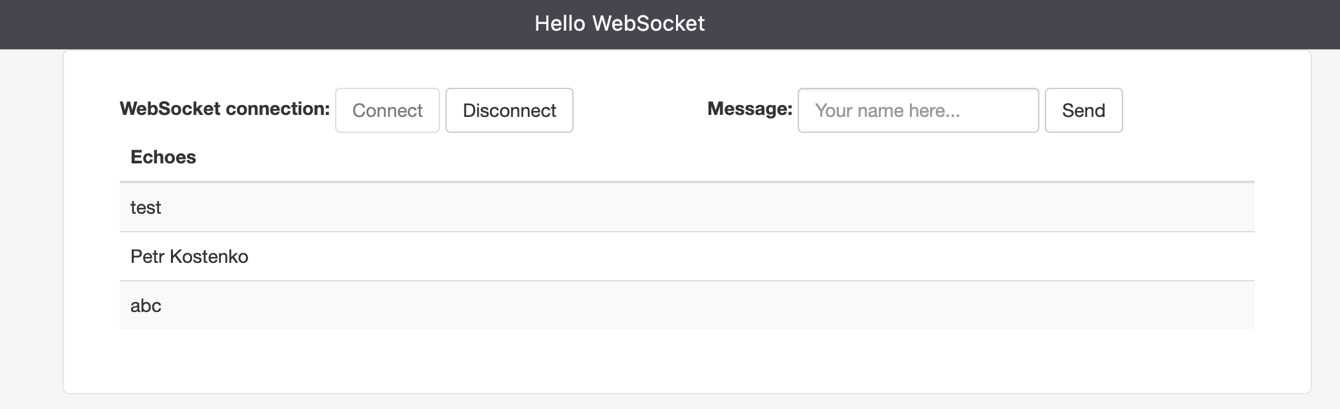 Hello WebSocket
WebSocket connection: Connect Disconnect Message: Your name here... Send
Echoes
test
Petr Kostenko
abc